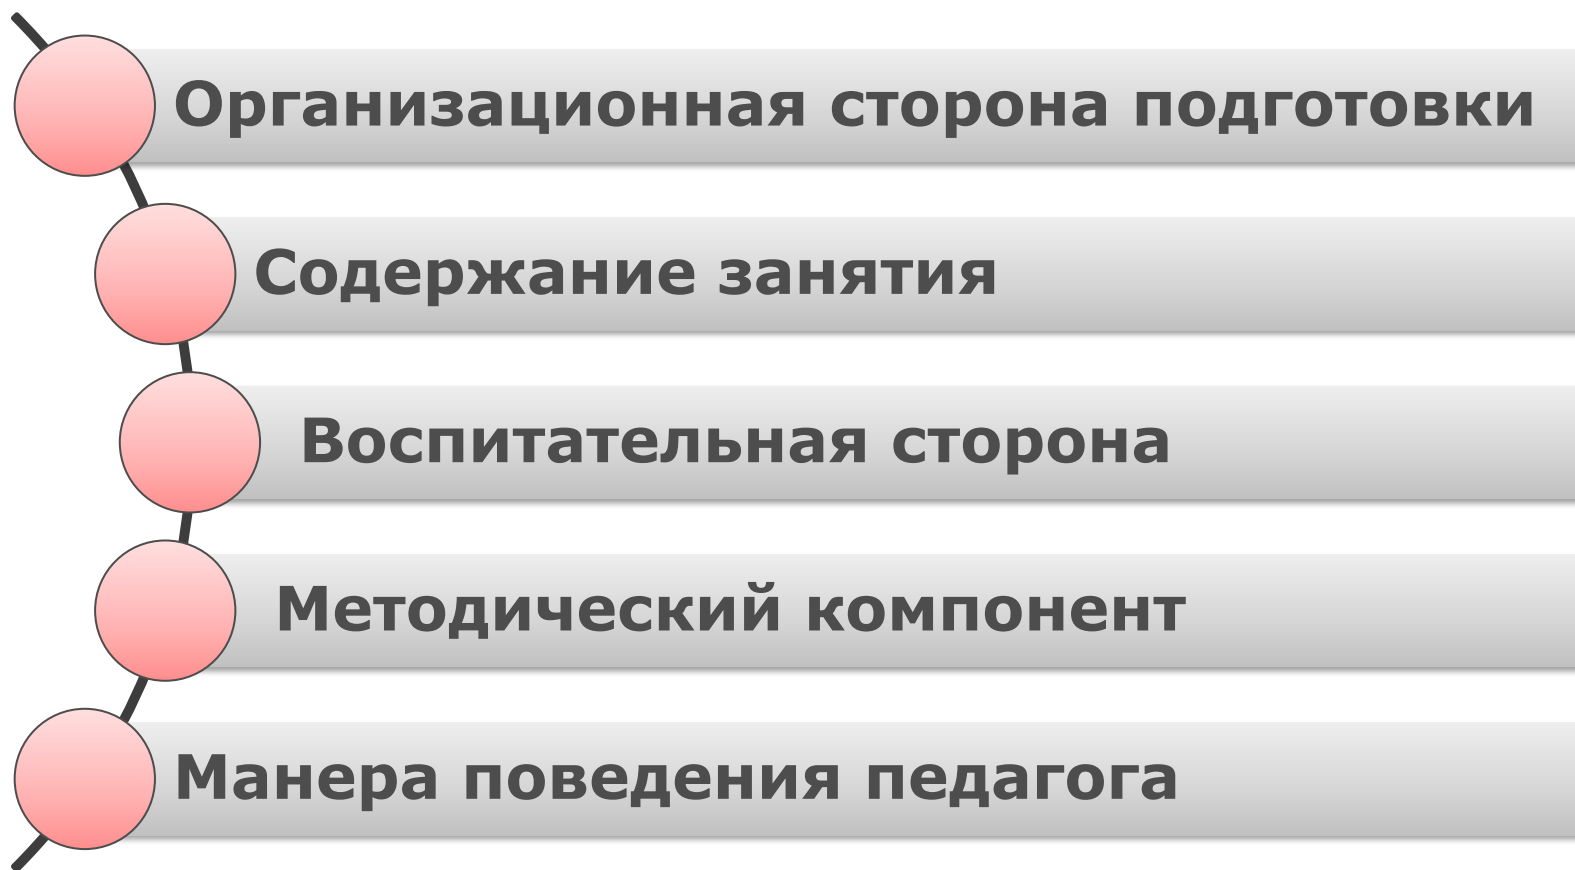 Организационная сторона подготовки
Содержание занятия
Воспитательная сторона
Методический компонент
Манера поведения педагога